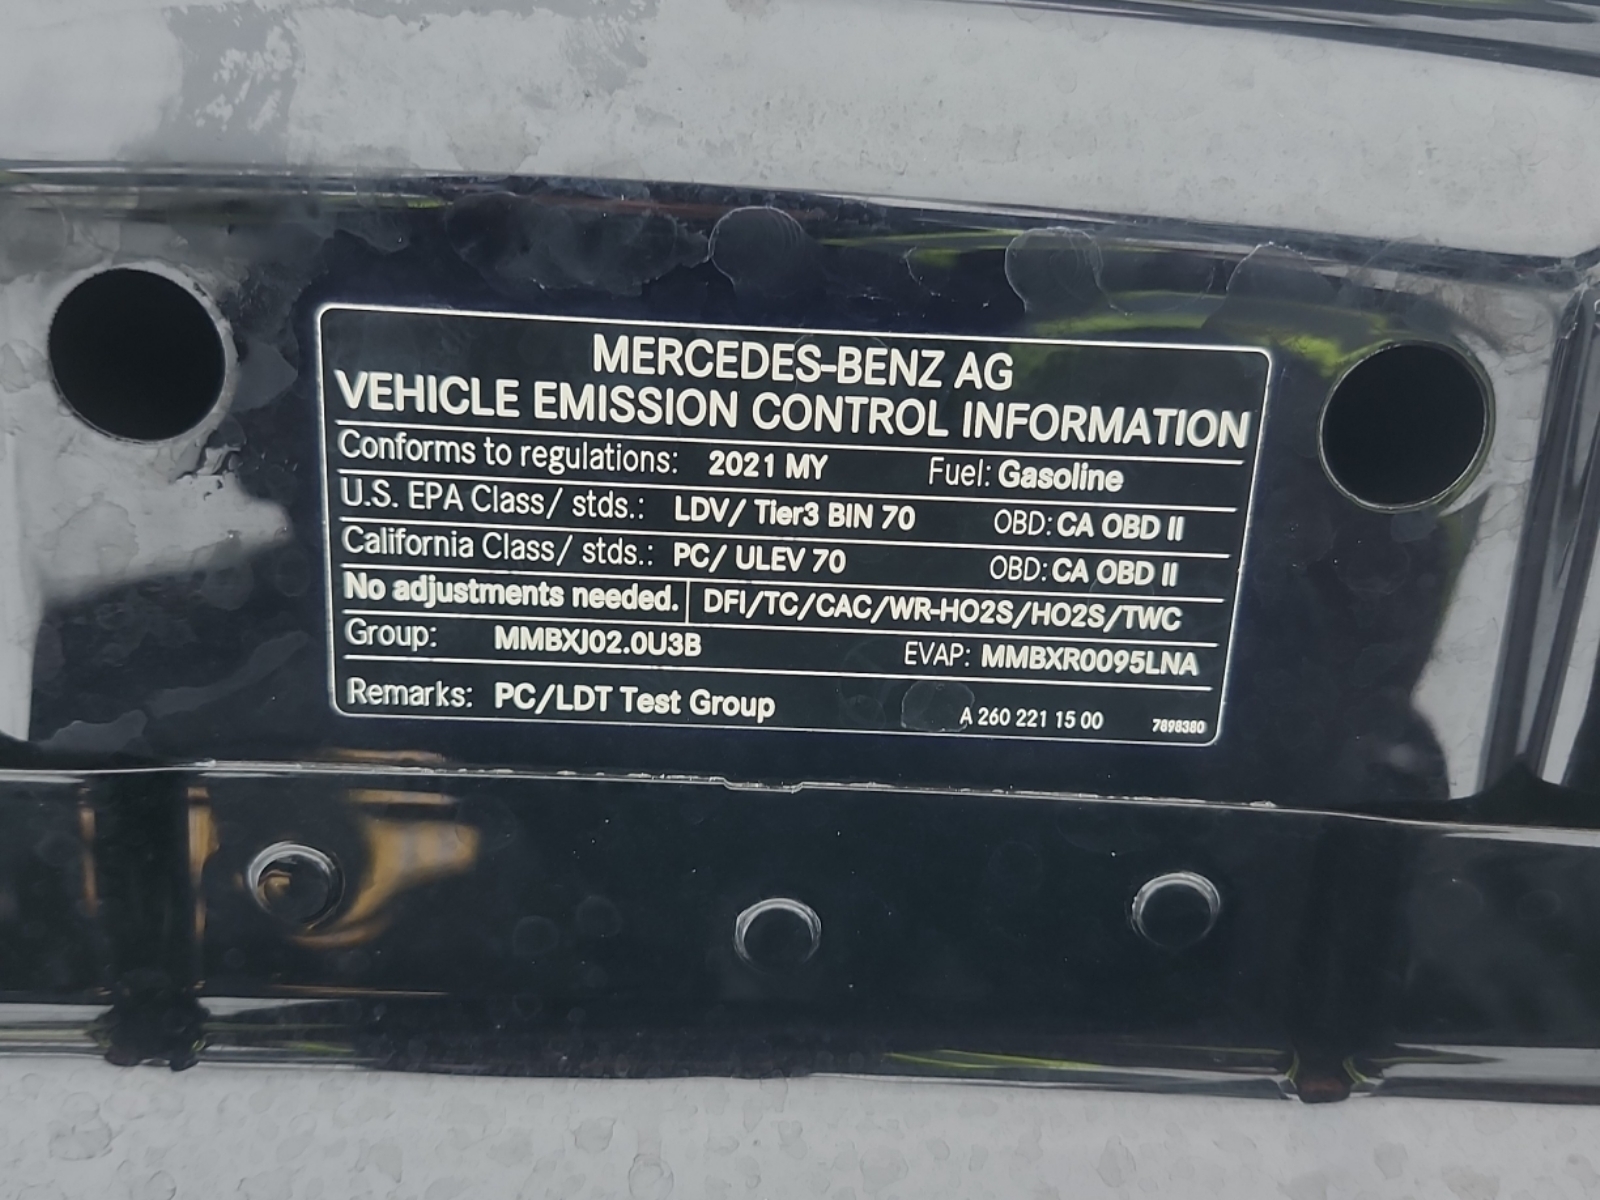 MERCEDES-BENZ AG
VEHICLE EMISSION CONTROL INFORMATION
Conforms to regulations: 2021 MY Fuel: Gasoline
U.S. EPA Class/ stds.: LDV/ Tier3 BIN 70 OBD: CA OBD II
California Class/ stds.: PC/ ULEV 70 OBD: CA OBD II
No adjustments needed. DFI/TC/CAC/WR-HO2S/HO2S/TWC
Group: MMBXJ02.0U3B EVAP: MMBXR0095LNA
Remarks: PC/LDT Test Group A 260 221 15 00 7898380